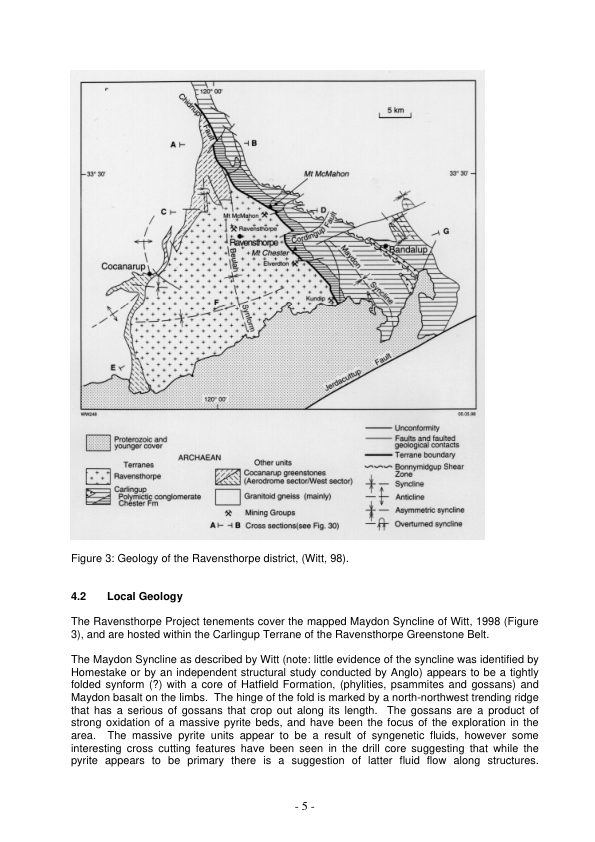 120° 00'
5 km
Chidnup Fault
A
B
33° 30'
33° 30'
Mt McMahon
C
Mt McMahon
D
Ravensthorpe
Cordingup Fault
G
Ravensthorpe
Bandalup
Mt Chester
Elverdton
Maydon Syncline
Cocanarup
Beulah Synform
Kundip
F
E
Jerdacuttup Fault
120° 00'
WW246
05.05.98
Proterozoic and
younger cover
ARCHAEAN
Terranes
Ravensthorpe
Carlingup
Polymictic conglomerate
Chester Fm
Other units
Cocanarup greenstones
(Aerodrome sector/West sector)
Granitoid gneiss (mainly)
Mining Groups
A B Cross sections(see Fig. 30)
Unconformity
Faults and faulted
geological contacts
Terrane boundary
Bonnymidgup Shear
Zone
Syncline
Anticline
Asymmetric syncline
Overturned syncline
Figure 3: Geology of the Ravensthorpe district, (Witt, 98).
4.2 Local Geology
The Ravensthorpe Project tenements cover the mapped Maydon Syncline of Witt, 1998 (Figure
3), and are hosted within the Carlingup Terrane of the Ravensthorpe Greenstone Belt.
The Maydon Syncline as described by Witt (note: little evidence of the syncline was identified by
Homestake or by an independent structural study conducted by Anglo) appears to be a tightly
folded synform (?) with a core of Hatfield Formation, (phylities, psammites and gossans) and
Maydon basalt on the limbs. The hinge of the fold is marked by a north-northwest trending ridge
that has a serious of gossans that crop out along its length. The gossans are a product of
strong oxidation of a massive pyrite beds, and have been the focus of the exploration in the
area. The massive pyrite units appear to be a result of syngenetic fluids, however some
interesting cross cutting features have been seen in the drill core suggesting that while the
pyrite appears to be primary there is a suggestion of latter fluid flow along structures.
- 5 -